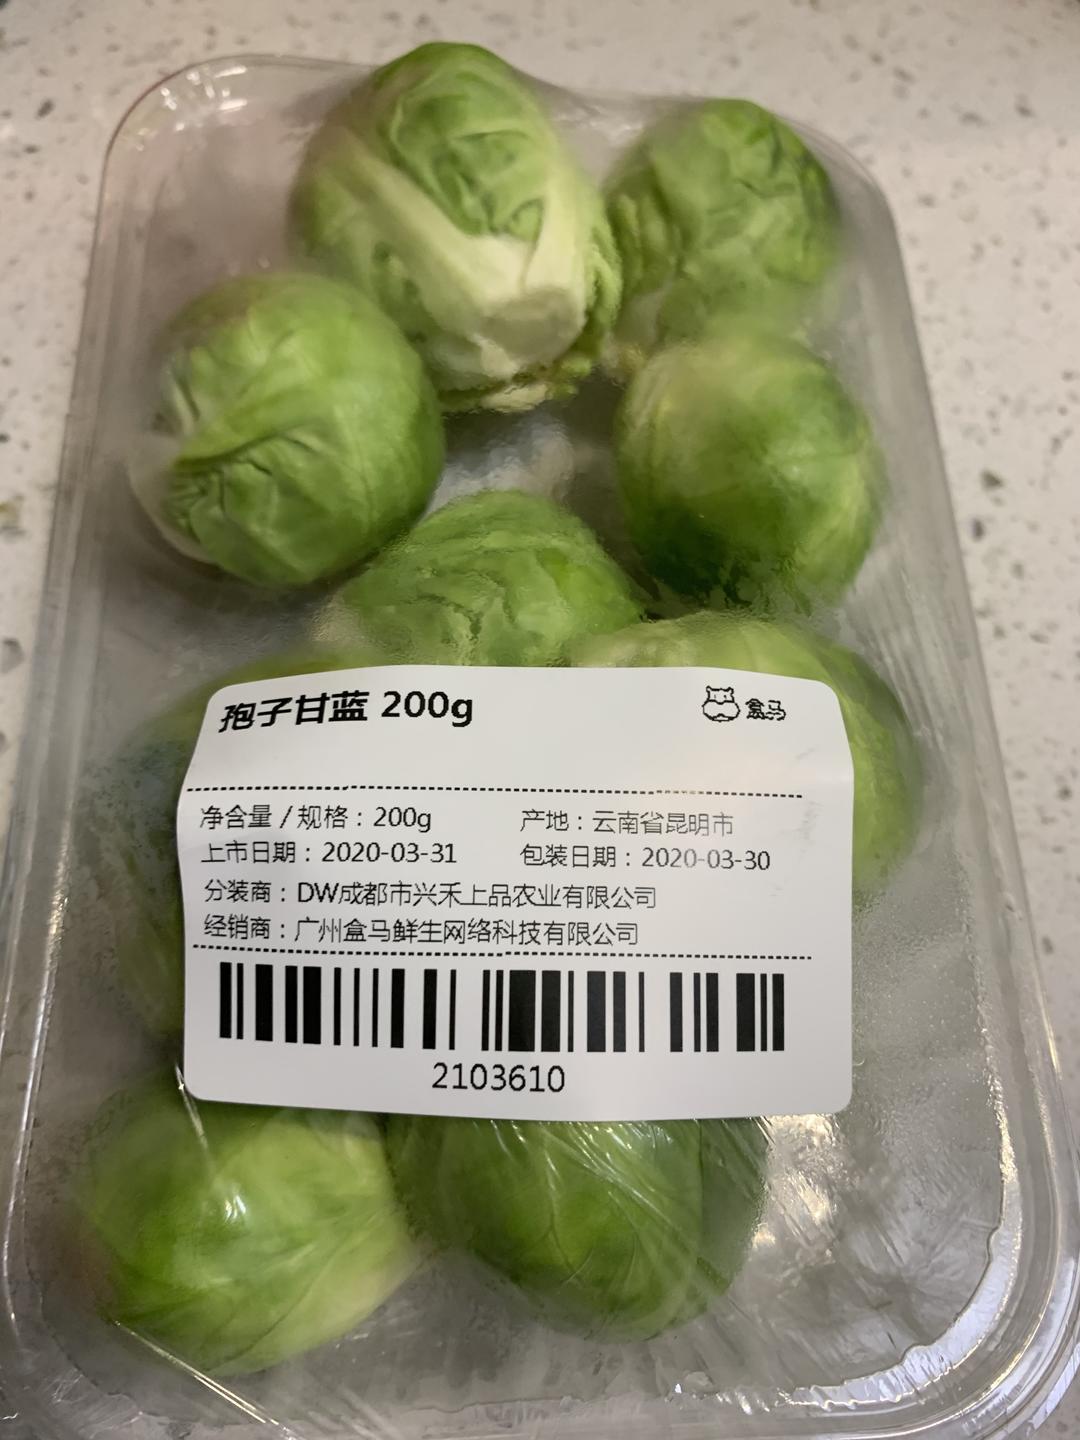 孢子甘蓝 200g
盒马
净含量 / 规格：200g 产地：云南省昆明市
上市日期：2020-03-31 包装日期：2020-03-30
分装商：DW成都市兴禾上品农业有限公司
经销商：广州盒马鲜生网络科技有限公司
2103610